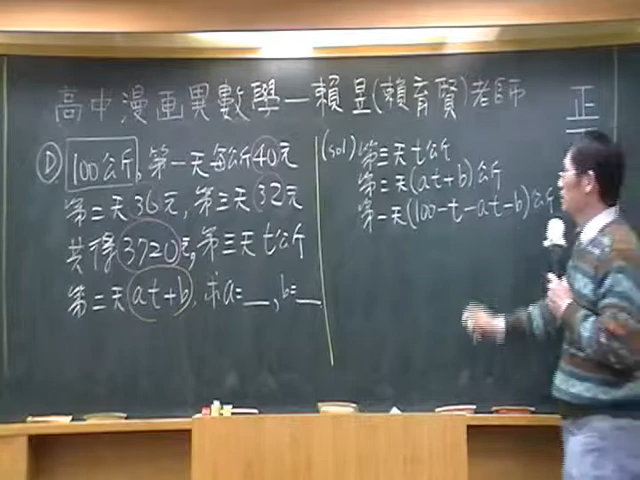 高中漫画異數學—賴昱(賴育賢)老師
正
D 100公斤,第一天每公斤40元
第二天36元,第三天32元
共得3720元,第三天t公斤
第二天(at+b),求a=__,b=__
(sol)第三天t公斤
第二天(at+b)公斤
第一天(100-t-at-b)公斤